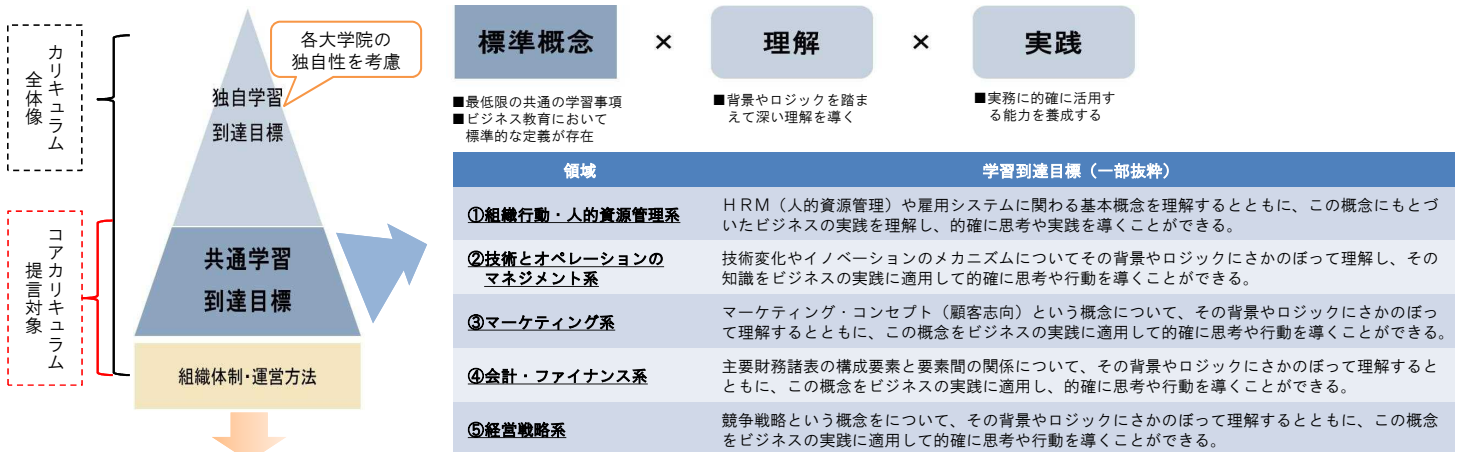 カリキュラム
全体像
各大学院の
独自性を考慮
独自学習
到達目標
コアカリキュラム
提言対象
共通学習
到達目標
組織体制・運営方法
標準概念 × 理解 × 実践
■最低限の共通の学習事項
■ビジネス教育において
標準的な定義が存在
■背景やロジックを踏ま
えて深い理解を導く
■実務に的確に活用す
る能力を養成する
領域 学習到達目標（一部抜粋）
①組織行動・人的資源管理系
ＨＲＭ（人的資源管理）や雇用システムに関わる基本概念を理解するとともに、この概念にもとづ
いたビジネスの実践を理解し、的確に思考や実践を導くことができる。
②技術とオペレーションの
マネジメント系
技術変化やイノベーションのメカニズムについてその背景やロジックにさかのぼって理解し、その
知識をビジネスの実践に適用して的確に思考や行動を導くことができる。
③マーケティング系
マーケティング・コンセプト（顧客志向）という概念について、その背景やロジックにさかのぼっ
て理解するとともに、この概念をビジネスの実践に適用して的確に思考や行動を導くことができる。
④会計・ファイナンス系
主要財務諸表の構成要素と要素間の関係について、その背景やロジックにさかのぼって理解すると
ともに、この概念をビジネスの実践に適用し、的確に思考や行動を導くことができる。
⑤経営戦略系
競争戦略という概念をについて、その背景やロジックにさかのぼって理解するとともに、この概念
をビジネスの実践に適用して的確に思考や行動を導くことができる。